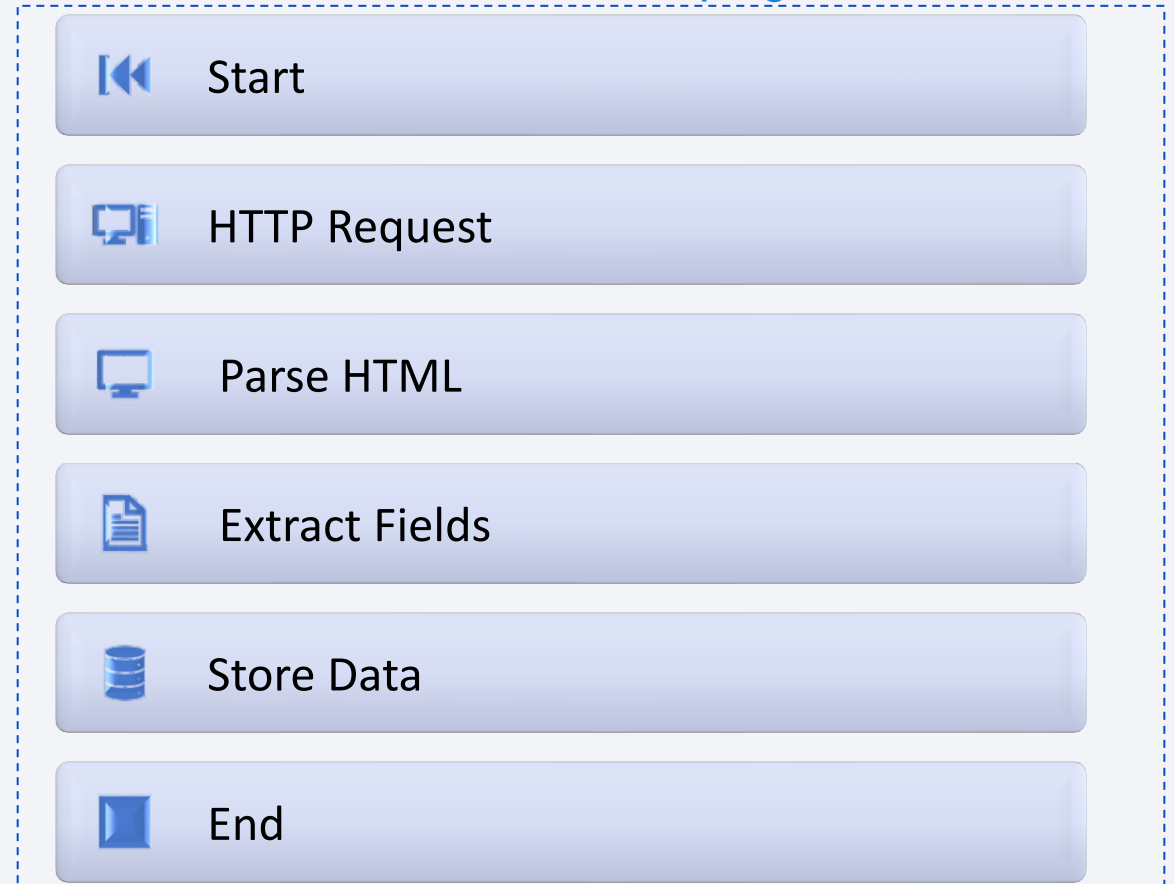 Start
HTTP Request
Parse HTML
Extract Fields
Store Data
End